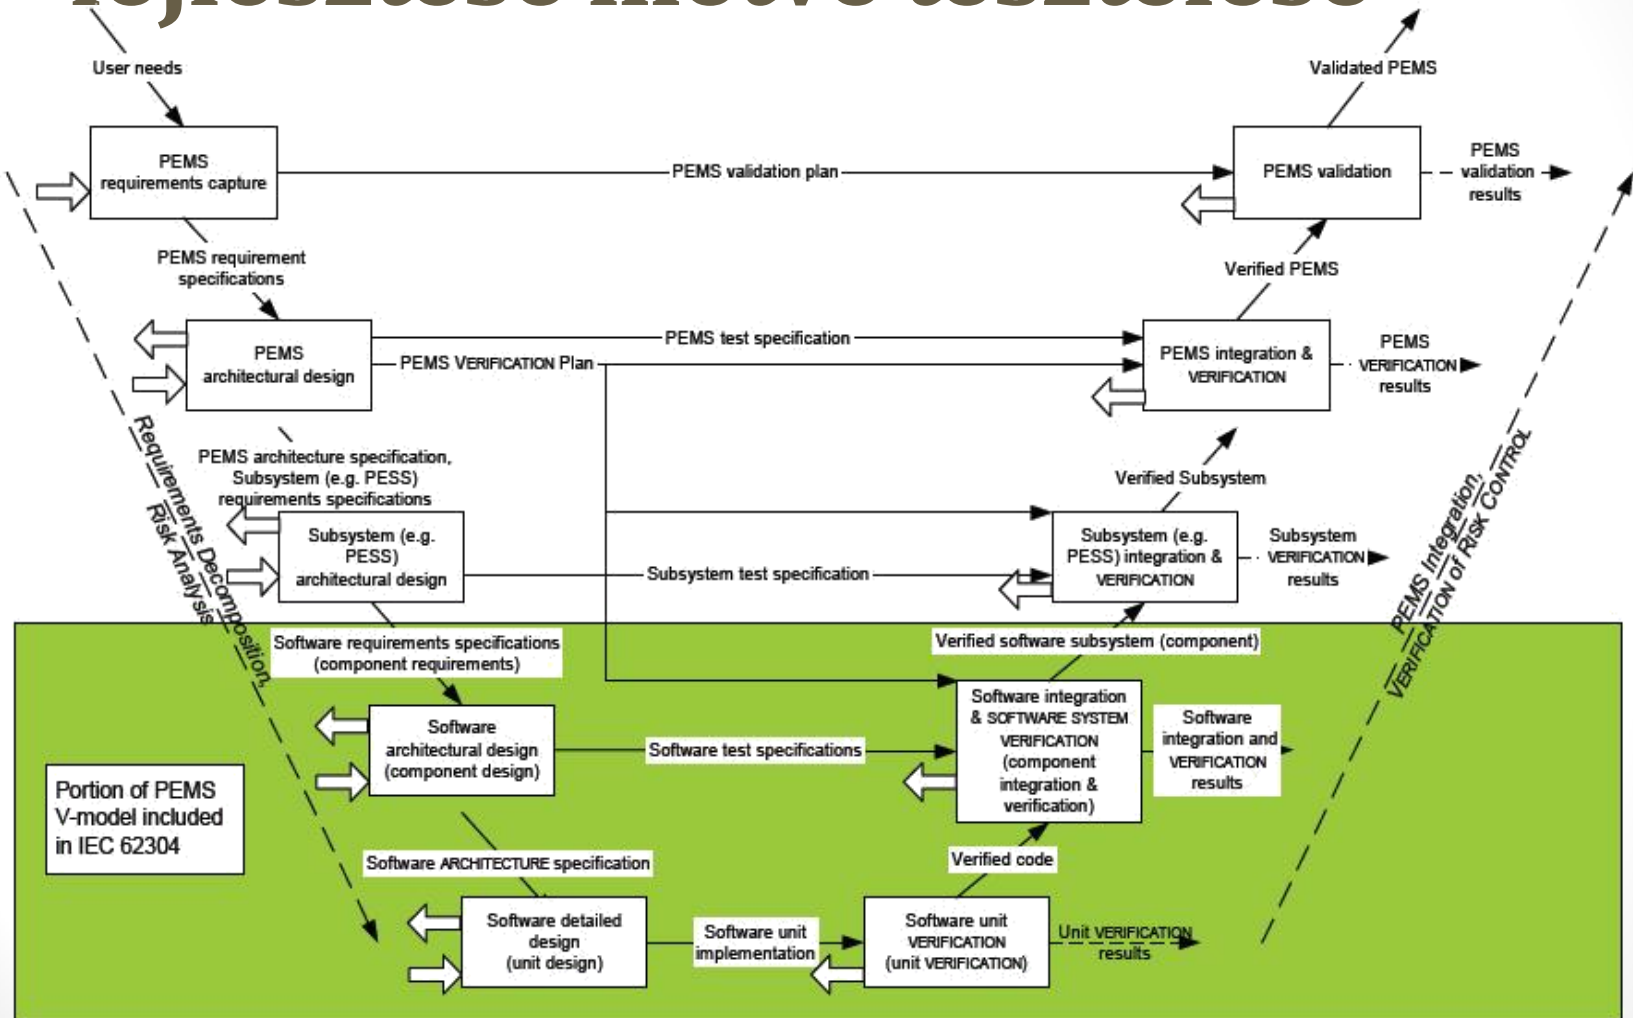 fejlesztése illetve tesztelése
User needs
Validated PEMS
PEMS
requirements capture
PEMS validation plan
PEMS validation
PEMS
validation
results
PEMS requirement
specifications
Verified PEMS
PEMS
architectural design
PEMS test specification
PEMS VERIFICATION Plan
PEMS integration &
VERIFICATION
PEMS
VERIFICATION
results
PEMS architecture specification,
Subsystem (e.g. PESS)
requirements specifications
Verified Subsystem
Requirements Decomposition,
Risk Analysis
PEMS Integration,
VERIFICATION of RISK CONTROL
Subsystem (e.g.
PESS)
architectural design
Subsystem test specification
Subsystem (e.g.
PESS) integration &
VERIFICATION
Subsystem
VERIFICATION
results
Software requirements specifications
(component requirements)
Verified software subsystem (component)
Software
architectural design
(component design)
Software test specifications
Software integration
& SOFTWARE SYSTEM
VERIFICATION
(component
integration &
verification)
Software
integration and
VERIFICATION
results
Portion of PEMS
V-model included
in IEC 62304
Software ARCHITECTURE specification
Verified code
Software detailed
design
(unit design)
Software unit
implementation
Software unit
VERIFICATION
(unit VERIFICATION)
Unit VERIFICATION
results